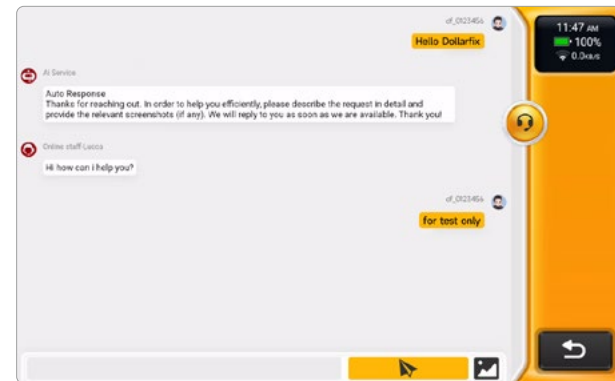 cf_0123456
Hello Dollarfix
AI Service
Auto Response
Thanks for reaching out. In order to help you efficiently, please describe the request in detail and
provide the relevant screenshots (if any). We will reply to you as soon as we are available. Thank you!
Online staff-Lucca
Hi how can i help you?
cf_0123456
for test only
11:47 AM
100%
0.0KB/S